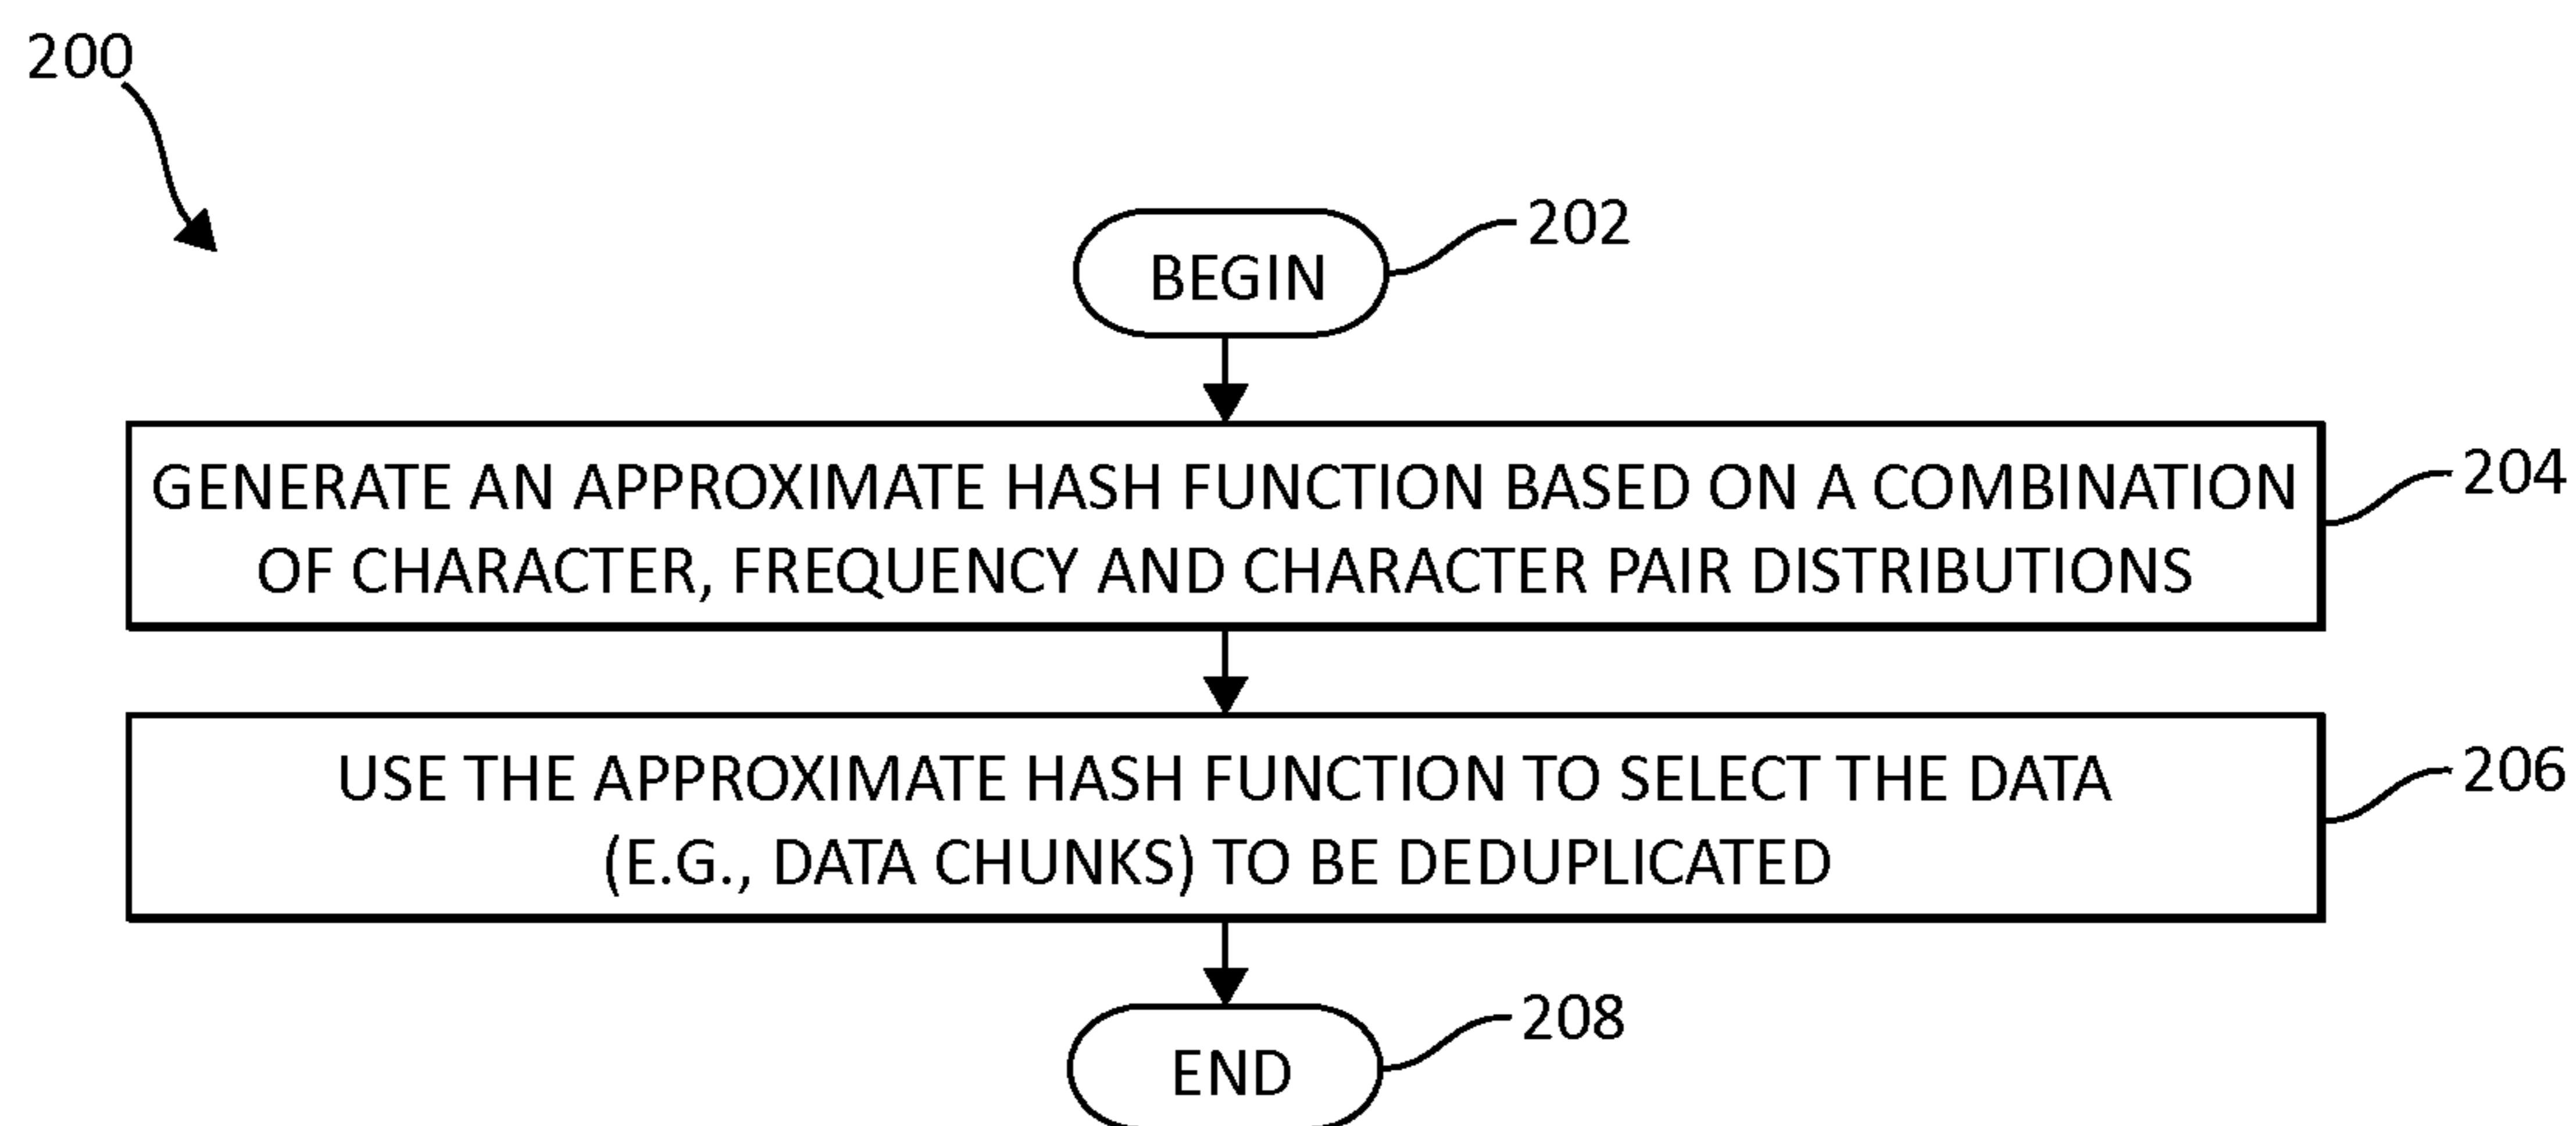 200
BEGIN
202
GENERATE AN APPROXIMATE HASH FUNCTION BASED ON A COMBINATION
OF CHARACTER, FREQUENCY AND CHARACTER PAIR DISTRIBUTIONS
204
USE THE APPROXIMATE HASH FUNCTION TO SELECT THE DATA
(E.G., DATA CHUNKS) TO BE DEDUPLICATED
206
END
208